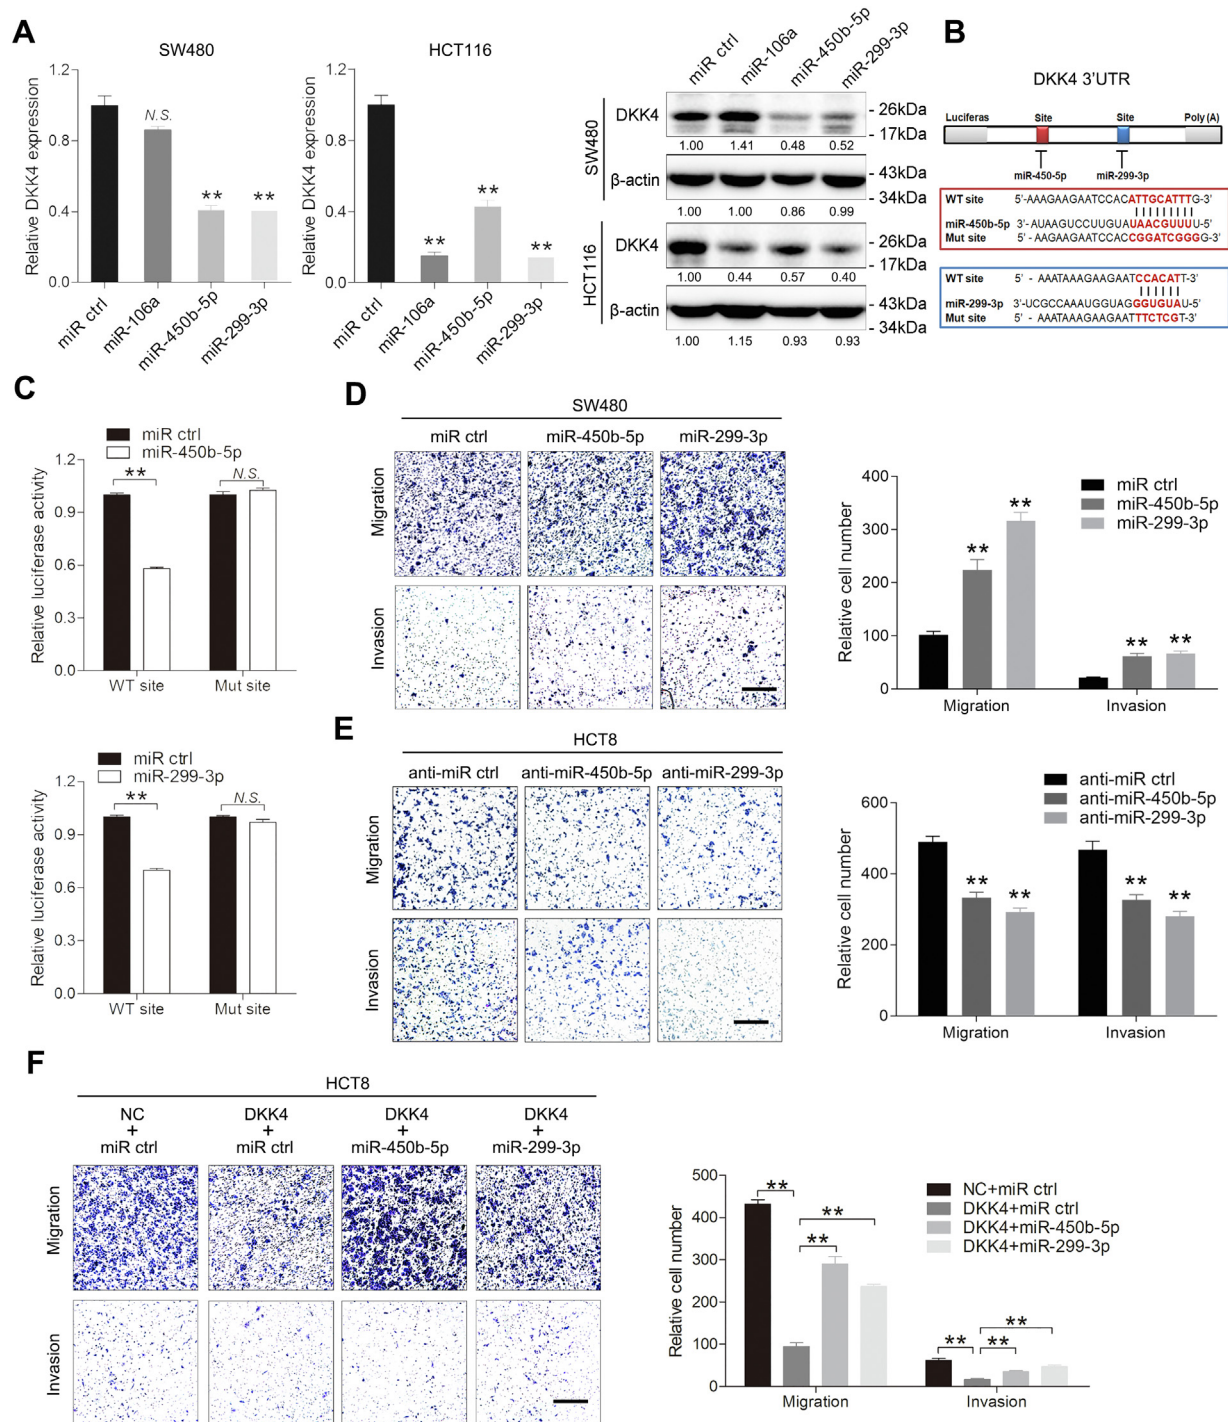 A
SW480
Relative DKK4 expression
1.2
0.8
0.4
0.0
N.S.
**
**
miR ctrl
miR-106a
miR-450b-5p
miR-299-3p
HCT116
Relative DKK4 expression
1.2
0.8
0.4
0.0
**
**
**
miR ctrl
miR-106a
miR-450b-5p
miR-299-3p
miR ctrl
miR-106a
miR-450b-5p
miR-299-3p
SW480
DKK4
- 26kDa
- 17kDa
1.00 1.41 0.48 0.52
β-actin
- 43kDa
- 34kDa
1.00 1.00 0.86 0.99
HCT116
DKK4
- 26kDa
- 17kDa
1.00 0.44 0.57 0.40
β-actin
- 43kDa
- 34kDa
1.00 1.15 0.93 0.93
B
DKK4 3'UTR
Luciferas Site Site Poly (A)
miR-450-5p miR-299-3p
WT site 5'-AAAGAAGAATCCACATTGCATTTG-3'
miR-450b-5p 3'-AUAAGUCCUUGUAUAACGUUUU-5'
Mut site 5'- AAGAAGAATCCACCGGATCGGGG-3'
WT site 5' - AAATAAAGAAGAATCCACATT-3'
miR-299-3p 3'-UCGCCAAAUGGUAGGGUGUAU-5'
Mut site 5' - AAATAAAGAAGAATTTCTCGT-3'
C
miR ctrl
miR-450b-5p
Relative luciferase activity
1.2
0.9
0.6
0.3
0.0
**
N.S.
WT site Mut site
miR ctrl
miR-299-3p
Relative luciferase activity
1.2
0.9
0.6
0.3
0.0
**
N.S.
WT site Mut site
D
SW480
miR ctrl miR-450b-5p miR-299-3p
Migration
Invasion
Relative cell number
400
300
200
100
0
miR ctrl
miR-450b-5p
miR-299-3p
**
**
**
**
Migration Invasion
E
HCT8
anti-miR ctrl anti-miR-450b-5p anti-miR-299-3p
Migration
Invasion
Relative cell number
600
400
200
0
anti-miR ctrl
anti-miR-450b-5p
anti-miR-299-3p
**
**
**
**
Migration Invasion
F
HCT8
NC DKK4 DKK4 DKK4
+ + + +
miR ctrl miR ctrl miR-450b-5p miR-299-3p
Migration
Invasion
Relative cell number
500
400
300
200
100
0
NC+miR ctrl
DKK4+miR ctrl
DKK4+miR-450b-5p
DKK4+miR-299-3p
**
**
**
**
**
**
Migration Invasion